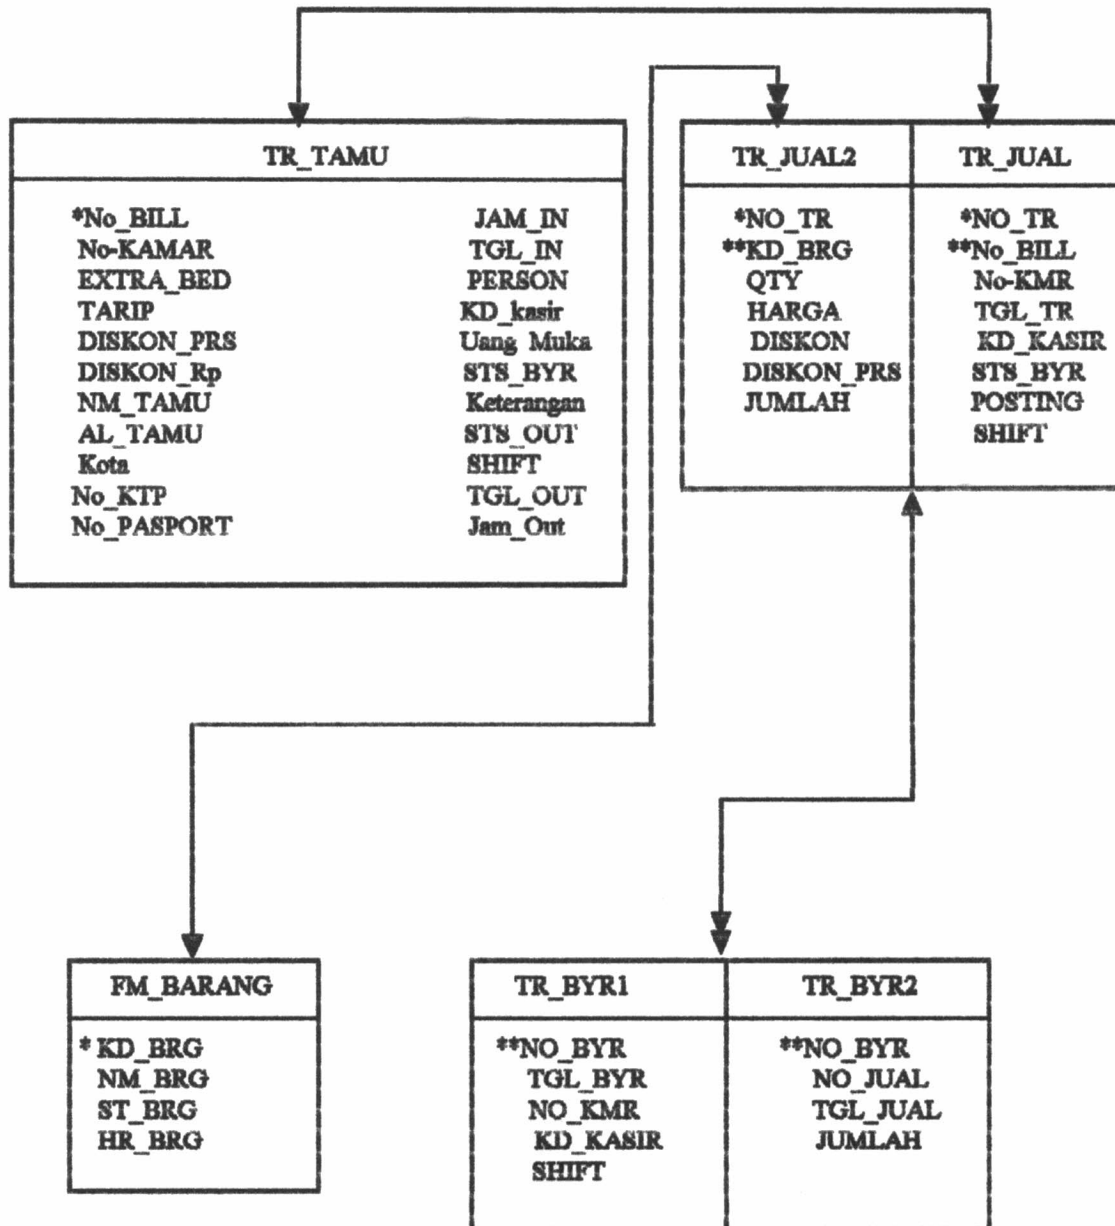 TR_TAMU
*No_BILL
No-KAMAR
EXTRA_BED
TARIP
DISKON_PRS
DISKON_Rp
NM_TAMU
AL_TAMU
Kota
No_KTP
No_PASPORT
JAM_IN
TGL_IN
PERSON
KD_kasir
Uang Muka
STS_BYR
Keterangan
STS_OUT
SHIFT
TGL_OUT
Jam_Out
TR_JUAL2
*NO_TR
**KD_BRG
QTY
HARGA
DISKON
DISKON_PRS
JUMLAH
TR_JUAL
*NO_TR
**No_BILL
No-KMR
TGL_TR
KD_KASIR
STS_BYR
POSTING
SHIFT
FM_BARANG
* KD_BRG
NM_BRG
ST_BRG
HR_BRG
TR_BYR1
**NO_BYR
TGL_BYR
NO_KMR
KD_KASIR
SHIFT
TR_BYR2
**NO_BYR
NO_JUAL
TGL_JUAL
JUMLAH